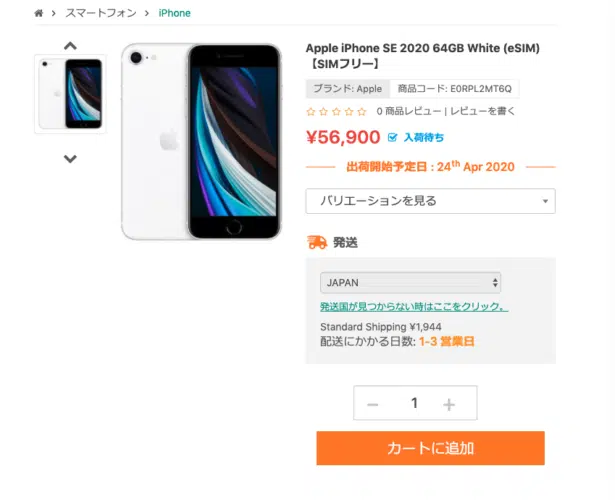 スマートフォン iPhone
Apple iPhone SE 2020 64GB White (eSIM)
【SIMフリー】
ブランド: Apple 商品コード: E0RPL2MT6Q
0 商品レビュー | レビューを書く
¥56,900 入荷待ち
出荷開始予定日 : 24th Apr 2020
バリエーションを見る
発送
JAPAN
発送国が見つからない時はここをクリック。
Standard Shipping ¥1,944
配送にかかる日数: 1-3 営業日
1
カートに追加